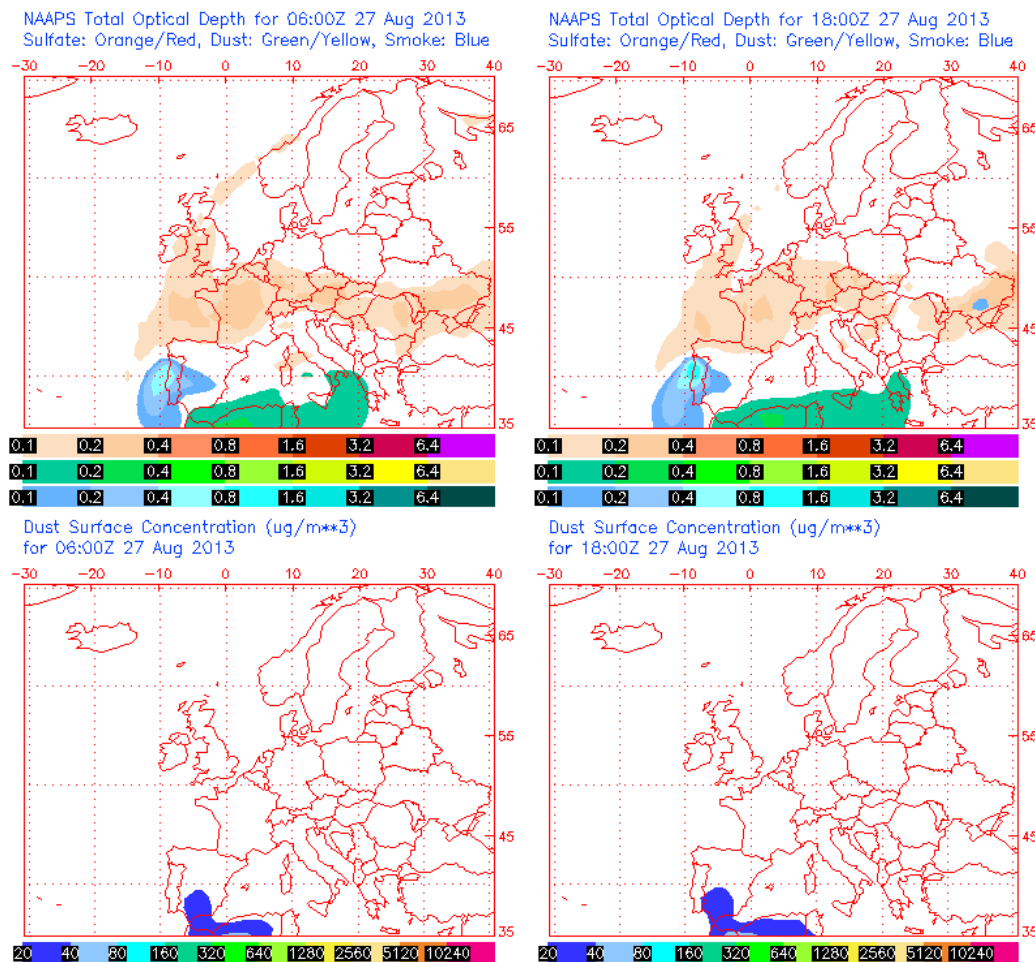 NAAPS Total Optical Depth for 06:00Z 27 Aug 2013
Sulfate: Orange/Red, Dust: Green/Yellow, Smoke: Blue
-30 -20 -10 0 10 20 30 40
65
55
45
35
0.1 0.2 0.4 0.8 1.6 3.2 6.4
0.1 0.2 0.4 0.8 1.6 3.2 6.4
0.1 0.2 0.4 0.8 1.6 3.2 6.4
NAAPS Total Optical Depth for 18:00Z 27 Aug 2013
Sulfate: Orange/Red, Dust: Green/Yellow, Smoke: Blue
-30 -20 -10 0 10 20 30 40
65
55
45
35
0.1 0.2 0.4 0.8 1.6 3.2 6.4
0.1 0.2 0.4 0.8 1.6 3.2 6.4
0.1 0.2 0.4 0.8 1.6 3.2 6.4
Dust Surface Concentration (ug/m**3)
for 06:00Z 27 Aug 2013
-30 -20 -10 0 10 20 30 40
65
55
45
35
20 40 80 160 320 640 1280 2560 5120 10240
Dust Surface Concentration (ug/m**3)
for 18:00Z 27 Aug 2013
-30 -20 -10 0 10 20 30 40
65
55
45
35
20 40 80 160 320 640 1280 2560 5120 10240